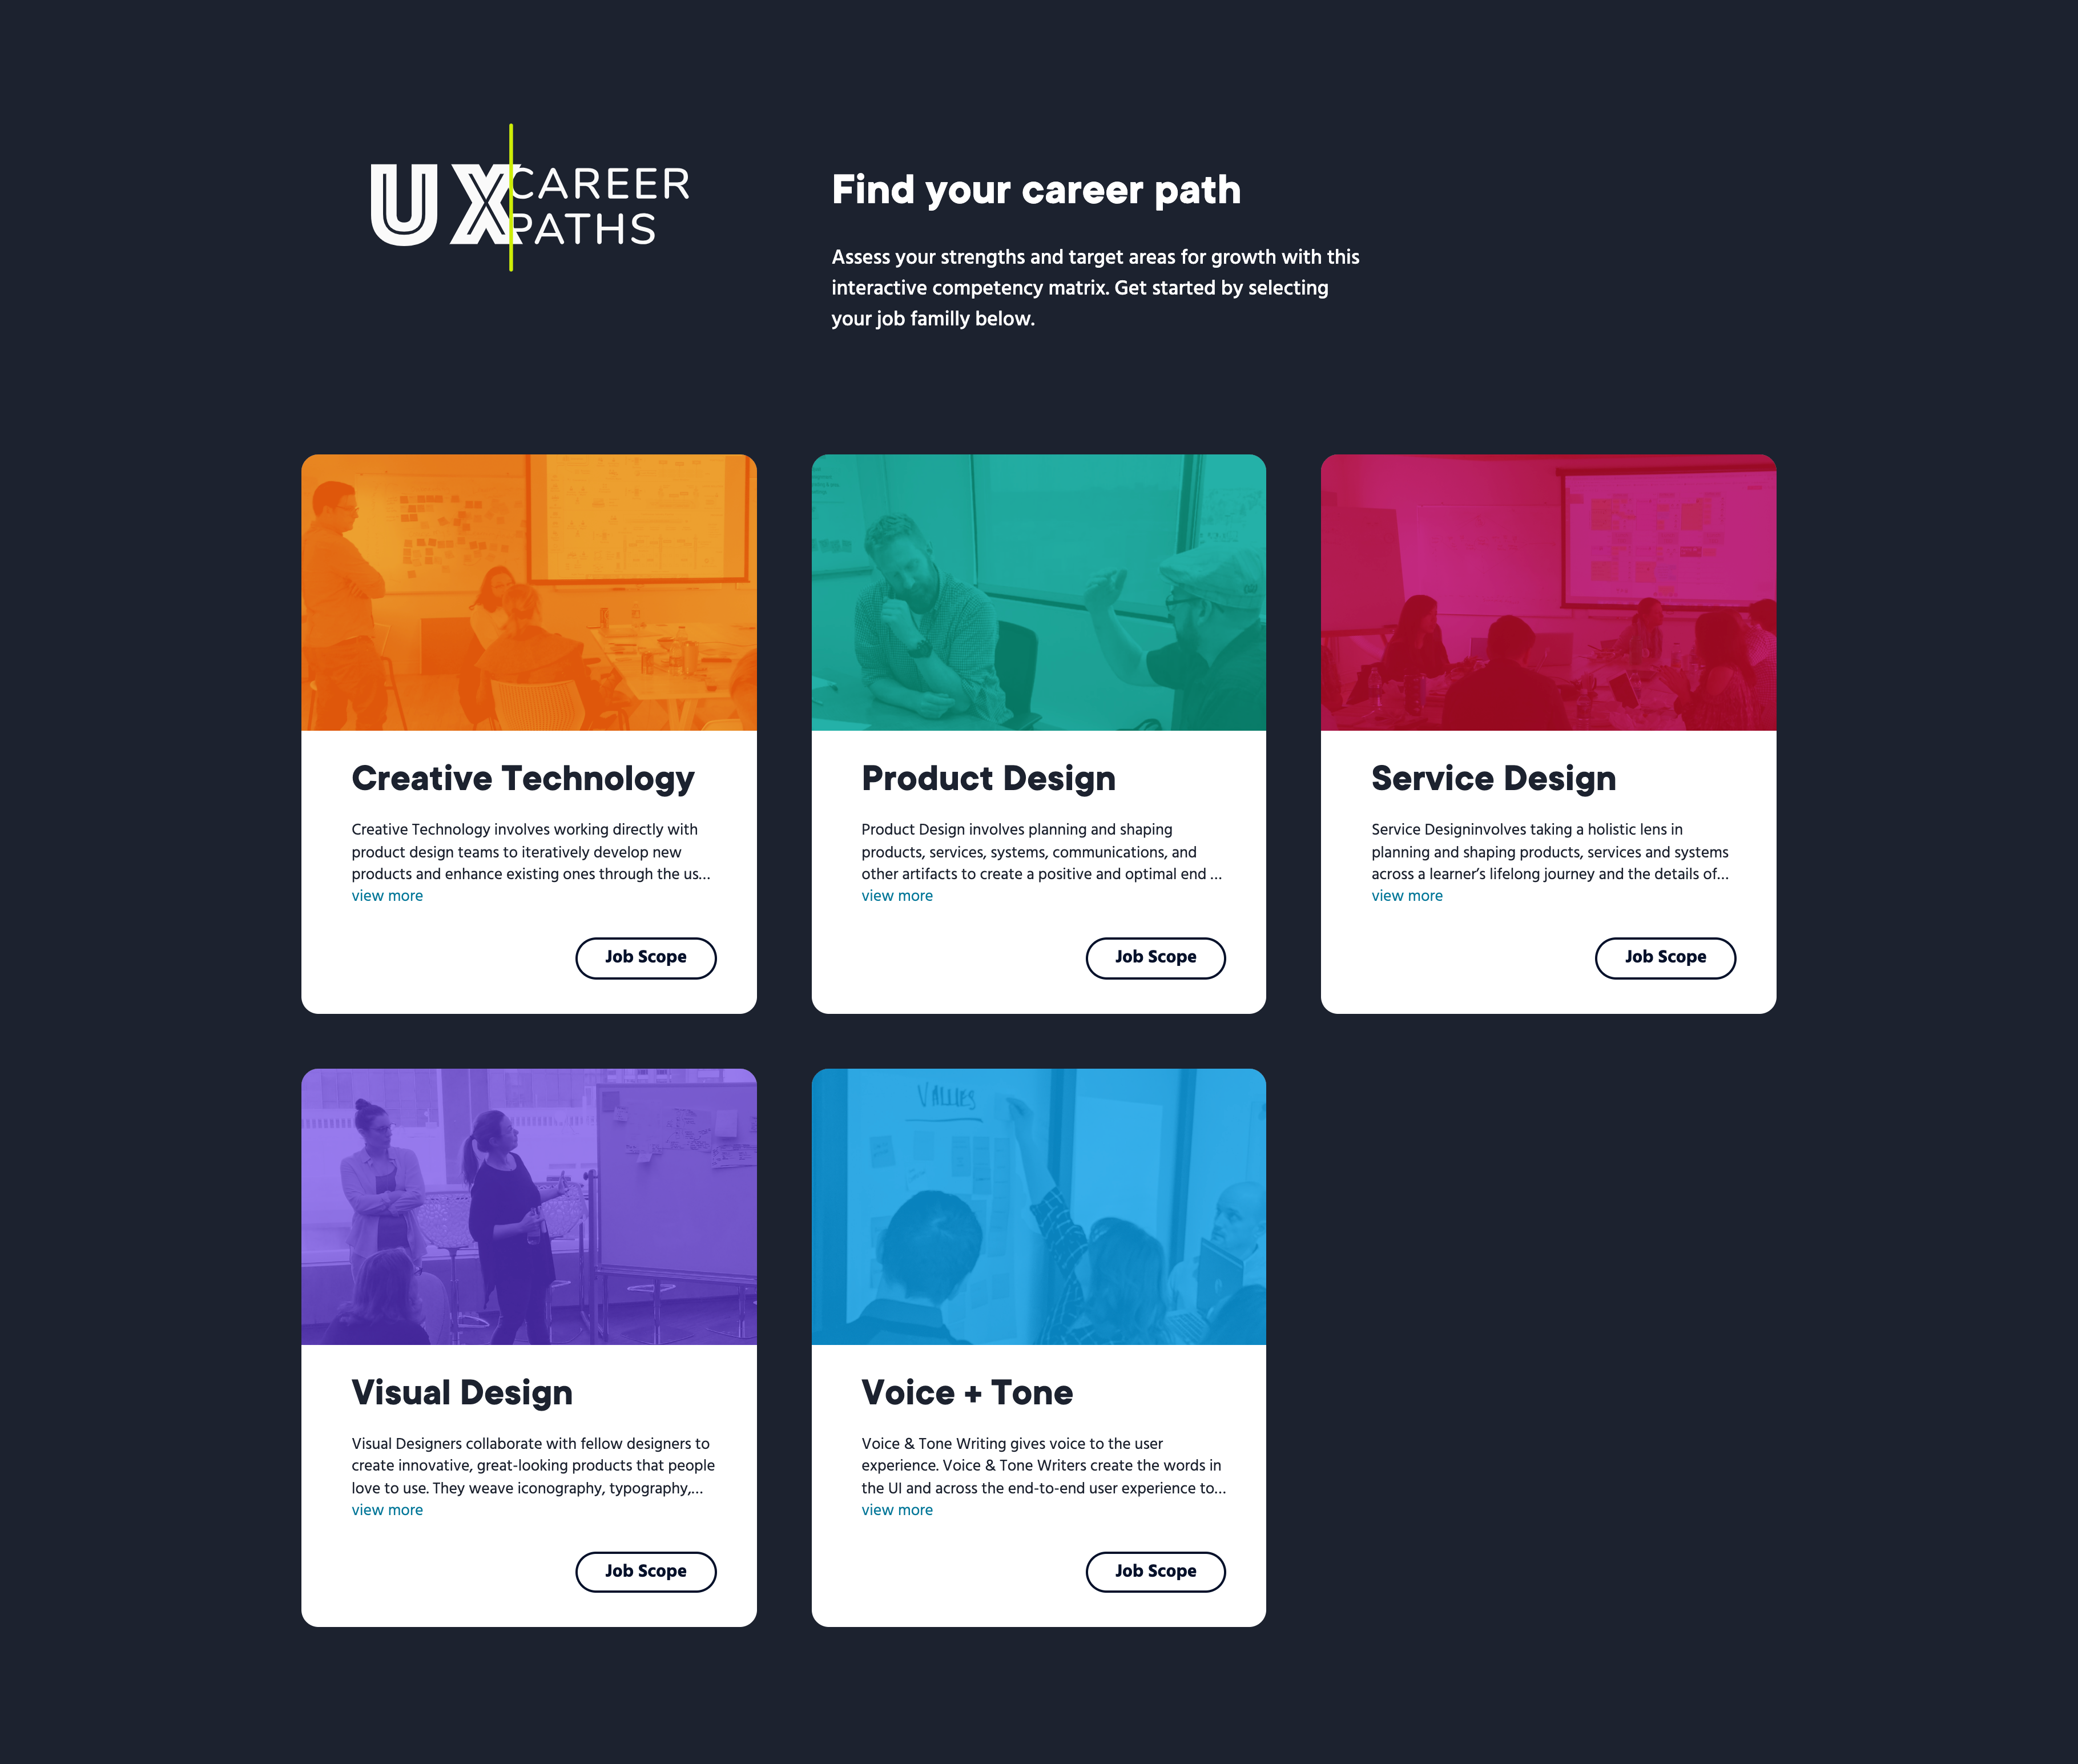 UX CAREER
PATHS
Find your career path
Assess your strengths and target areas for growth with this
interactive competency matrix. Get started by selecting
your job familly below.
Creative Technology
Creative Technology involves working directly with
product design teams to iteratively develop new
products and enhance existing ones through the us...
view more
Job Scope
Product Design
Product Design involves planning and shaping
products, services, systems, communications, and
other artifacts to create a positive and optimal end ...
view more
Job Scope
Service Design
Service Designinvolves taking a holistic lens in
planning and shaping products, services and systems
across a learner’s lifelong journey and the details of...
view more
Job Scope
VALUES
Visual Design
Visual Designers collaborate with fellow designers to
create innovative, great-looking products that people
love to use. They weave iconography, typography,...
view more
Job Scope
Voice + Tone
Voice & Tone Writing gives voice to the user
experience. Voice & Tone Writers create the words in
the UI and across the end-to-end user experience to...
view more
Job Scope